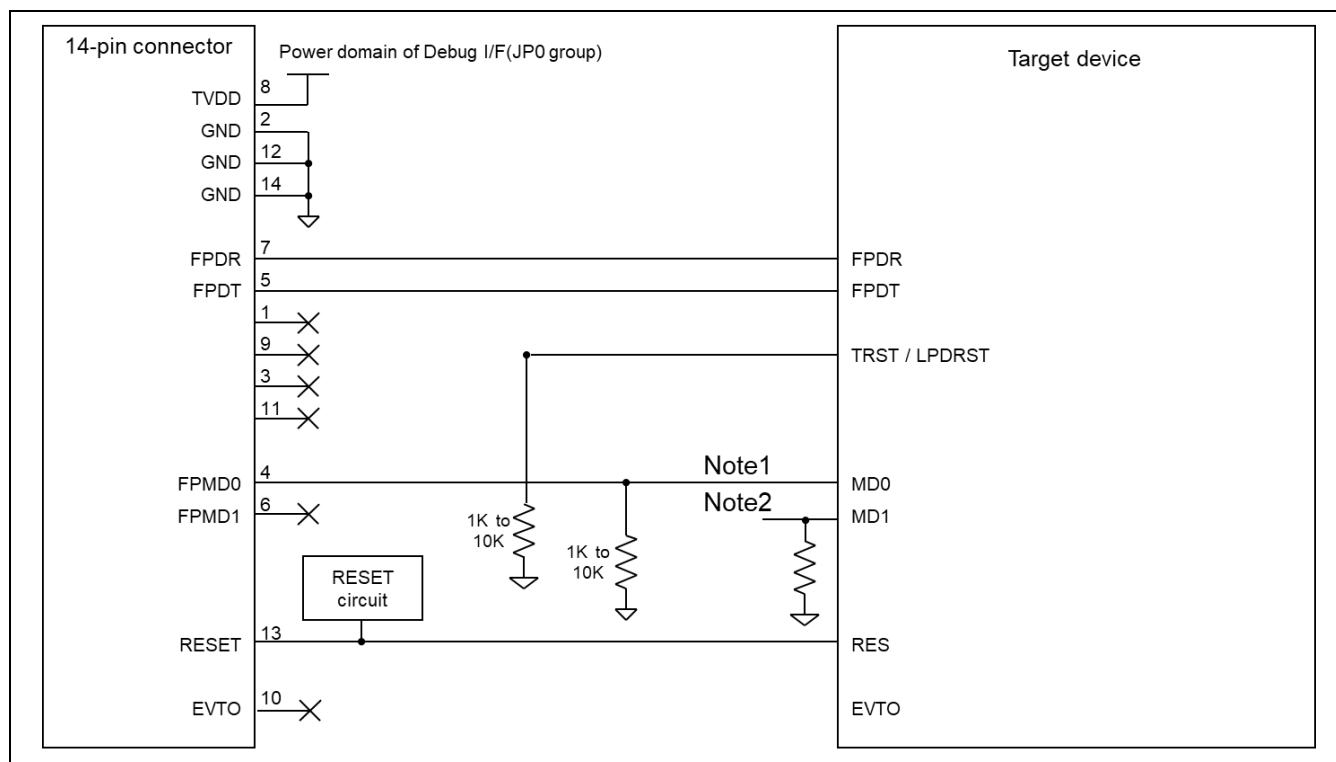 14-pin connector
Power domain of Debug I/F(JP0 group)
Target device
TVDD
8
GND
2
GND
12
GND
14
FPDR
7
FPDR
FPDT
5
FPDT
1
9
TRST / LPDRST
3
11
FPMD0
4
Note1
MD0
FPMD1
6
Note2
MD1
1K to
10K
1K to
10K
RESET
circuit
RESET
13
RES
EVTO
10
EVTO